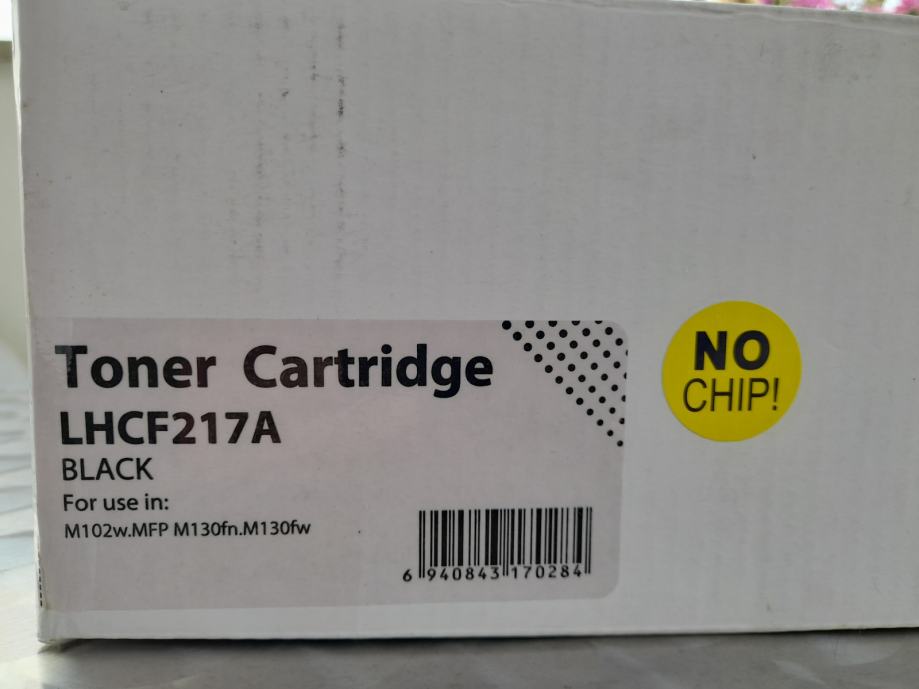 Toner Cartridge
LHCF217A
BLACK
For use in:
M102w.MFP M130fn.M130fw
6 940843 170284
NO
CHIP!